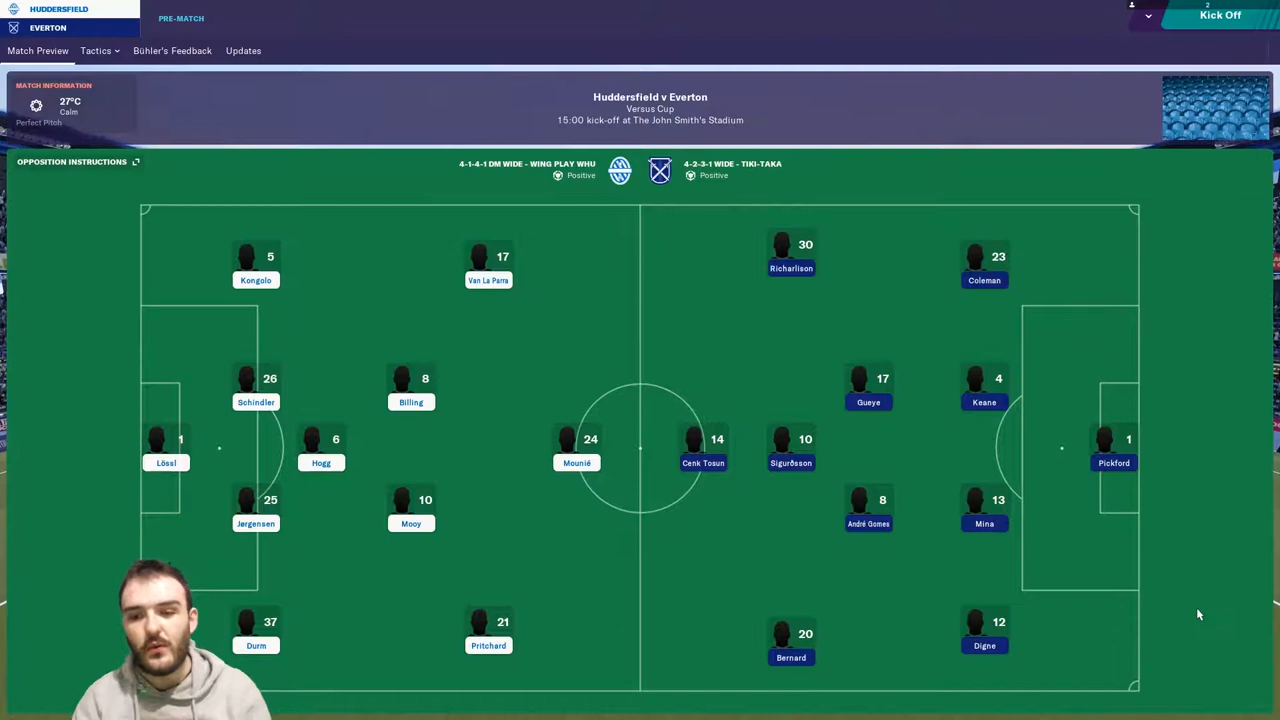 HUDDERSFIELD
EVERTON
PRE-MATCH
2
Kick Off
Match Preview Tactics Bühler's Feedback Updates
MATCH INFORMATION
27°C
Calm
Perfect Pitch
Huddersfield v Everton
Versus Cup
15:00 kick-off at The John Smith's Stadium
OPPOSITION INSTRUCTIONS
4-1-4-1 DM WIDE - WING PLAY WHU
Positive
4-2-3-1 WIDE - TIKI-TAKA
Positive
5
Kongolo
17
Van La Parra
30
Richarlison
23
Coleman
26
Schindler
8
Billing
17
Gueye
4
Keane
1
Lössl
6
Hogg
24
Mounié
14
Cenk Tosun
10
Sigurðsson
1
Pickford
25
Jørgensen
10
Mooy
8
André Gomes
13
Mina
37
Durm
21
Pritchard
20
Bernard
12
Digne